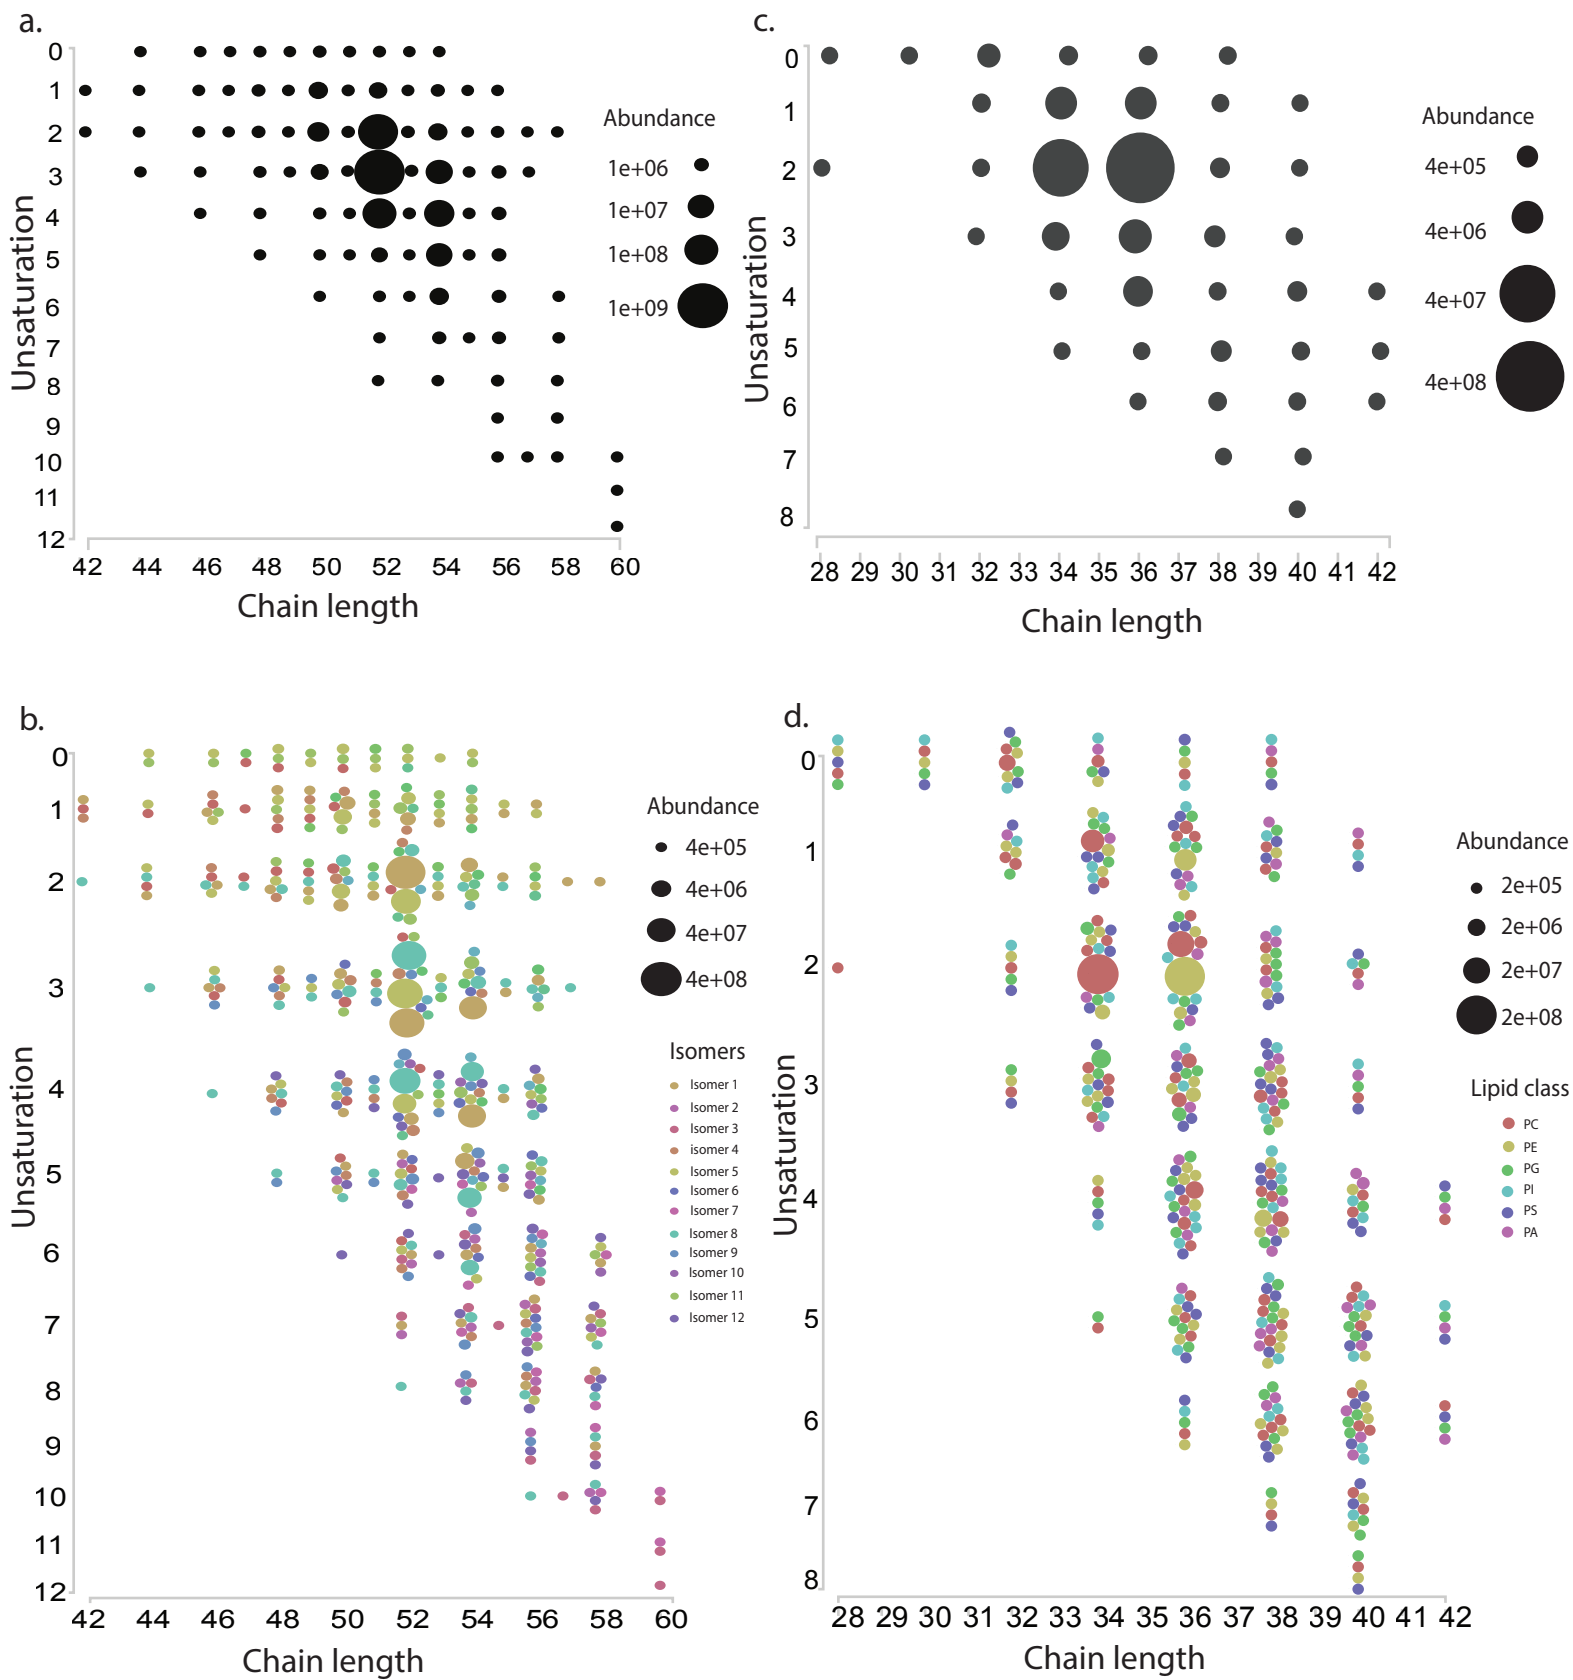 a.
0
1
2
3
4
5
6
7
8
9
10
11
12
Unsaturation
42 44 46 48 50 52 54 56 58 60
Chain length
Abundance
1e+06
1e+07
1e+08
1e+09
c.
0
1
2
3
4
5
6
7
8
Unsaturation
28 29 30 31 32 33 34 35 36 37 38 39 40 41 42
Chain length
Abundance
4e+05
4e+06
4e+07
4e+08
b.
0
1
2
3
4
5
6
7
8
9
10
11
12
Unsaturation
42 44 46 48 50 52 54 56 58 60
Chain length
Abundance
4e+05
4e+06
4e+07
4e+08
Isomers
Isomer 1
Isomer 2
Isomer 3
isomer 4
Isomer 5
Isomer 6
Isomer 7
Isomer 8
Isomer 9
Isomer 10
Isomer 11
Isomer 12
d.
0
1
2
3
4
5
6
7
8
Unsaturation
28 29 30 31 32 33 34 35 36 37 38 39 40 41 42
Chain length
Abundance
2e+05
2e+06
2e+07
2e+08
Lipid class
PC
PE
PG
PI
PS
PA